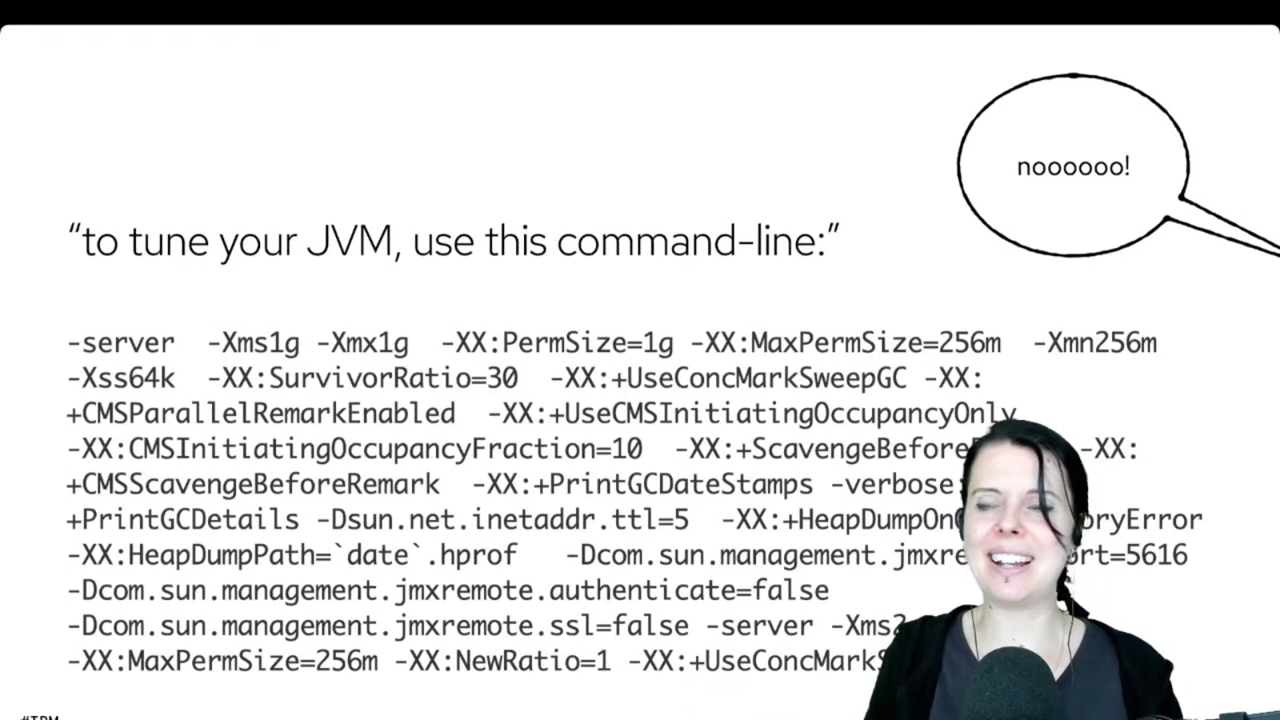 noooooo!
“to tune your JVM, use this command-line:”
-server -Xms1g -Xmx1g -XX:PermSize=1g -XX:MaxPermSize=256m -Xmn256m
-Xss64k -XX:SurvivorRatio=30 -XX:+UseConcMarkSweepGC -XX:
+CMSParallelRemarkEnabled -XX:+UseCMSInitiatingOccupancyOnly
-XX:CMSInitiatingOccupancyFraction=10 -XX:+ScavengeBefore -XX:
+CMSScavengeBeforeRemark -XX:+PrintGCDateStamps -verbose:
+PrintGCDetails -Dsun.net.inetaddr.ttl=5 -XX:+HeapDumpOn oryError
-XX:HeapDumpPath=`date`.hprof -Dcom.sun.management.jmxre rt=5616
-Dcom.sun.management.jmxremote.authenticate=false
-Dcom.sun.management.jmxremote.ssl=false -server -Xms2
-XX:MaxPermSize=256m -XX:NewRatio=1 -XX:+UseConcMark